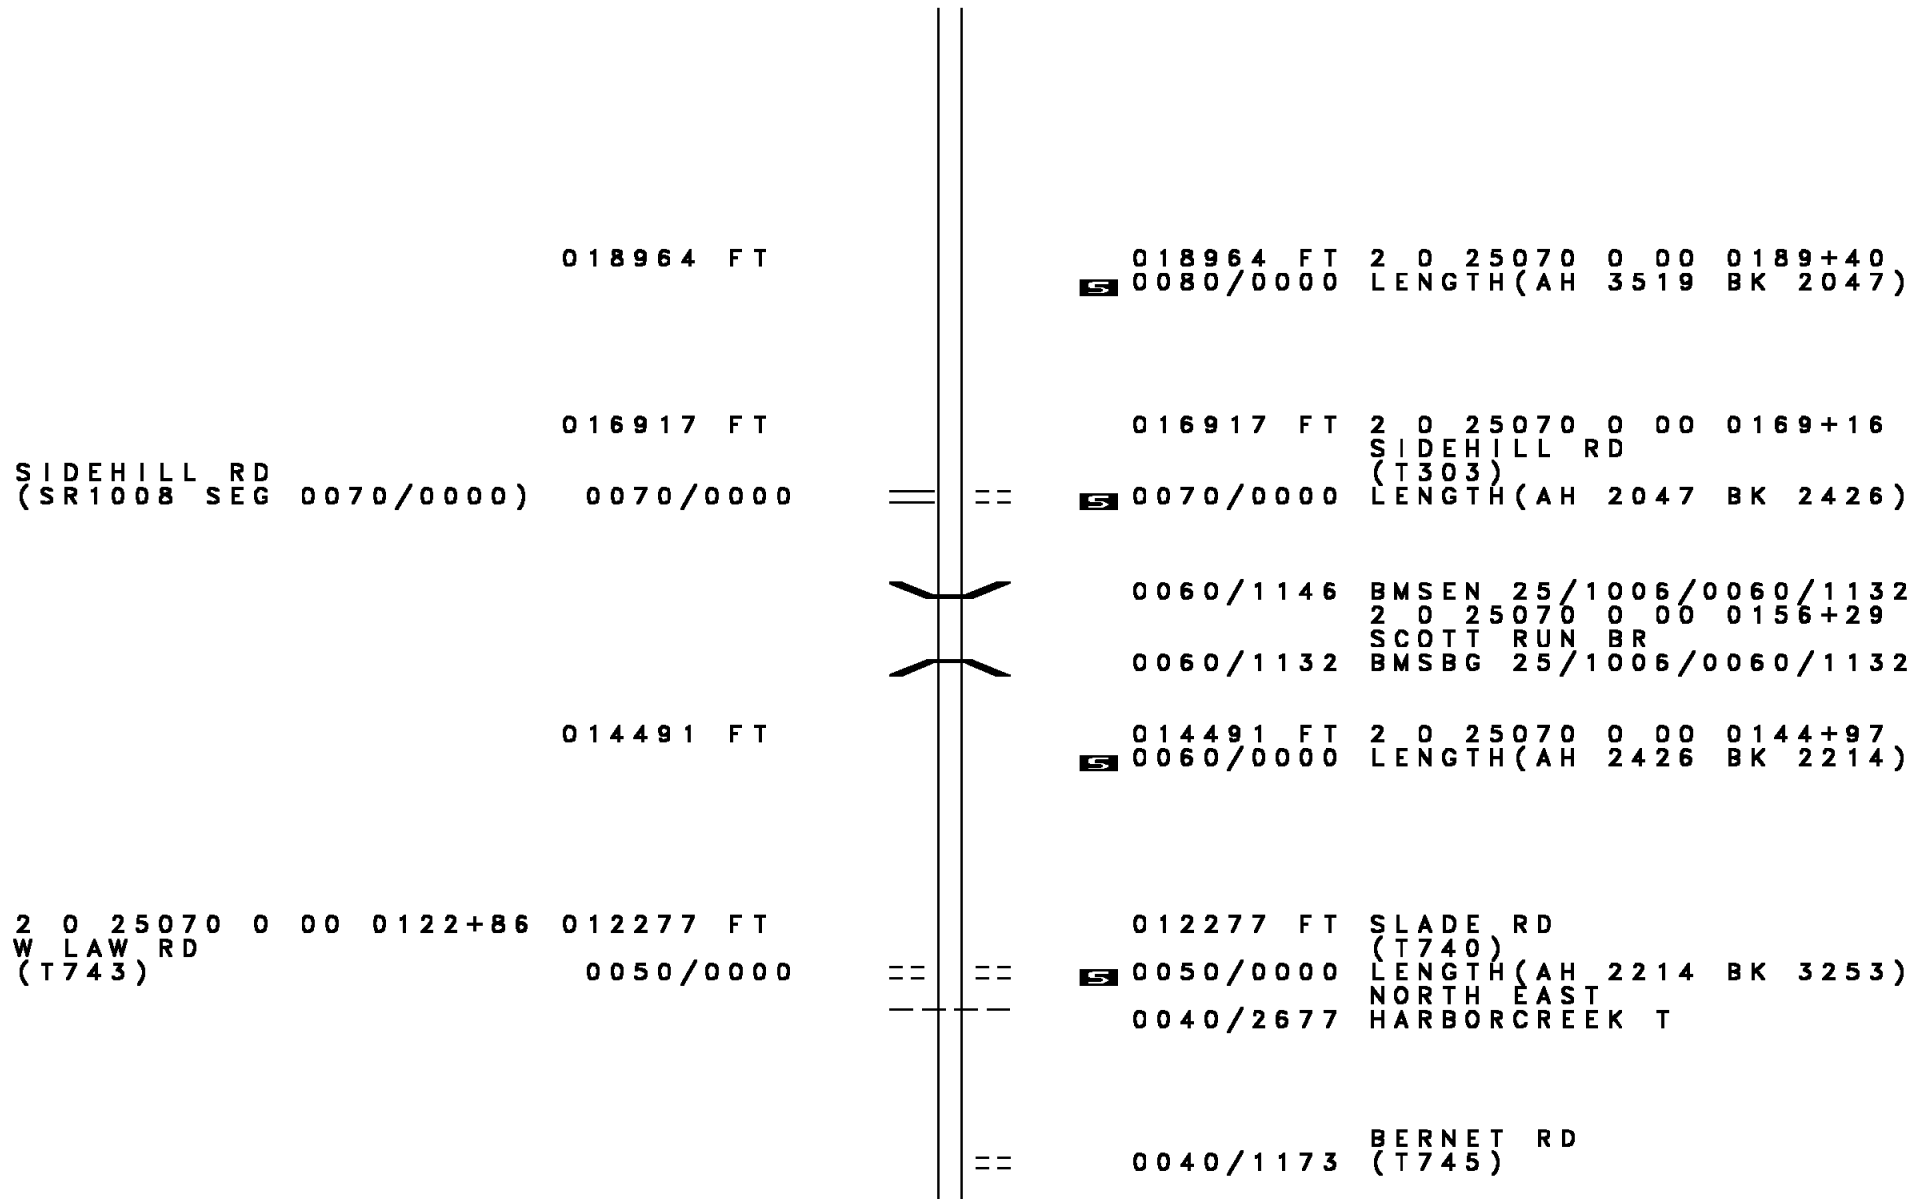 018964 FT 018964 FT 2 0 25070 0 00 0189+40
S 0080/0000 LENGTH(AH 3519 BK 2047)
016917 FT 016917 FT 2 0 25070 0 00 0169+16
SIDEHILL RD
SIDEHILL RD (T303)
(SR1008 SEG 0070/0000) 0070/0000 S 0070/0000 LENGTH(AH 2047 BK 2426)
0060/1146 BMSEN 25/1006/0060/1132
2 0 25070 0 00 0156+29
SCOTT RUN BR
0060/1132 BMSBG 25/1006/0060/1132
014491 FT 014491 FT 2 0 25070 0 00 0144+97
S 0060/0000 LENGTH(AH 2426 BK 2214)
2 0 25070 0 00 0122+86 012277 FT 012277 FT SLADE RD
W LAW RD (T740)
(T743) 0050/0000 S 0050/0000 LENGTH(AH 2214 BK 3253)
NORTH EAST
0040/2677 HARBORCREEK T
BERNET RD
0040/1173 (T745)